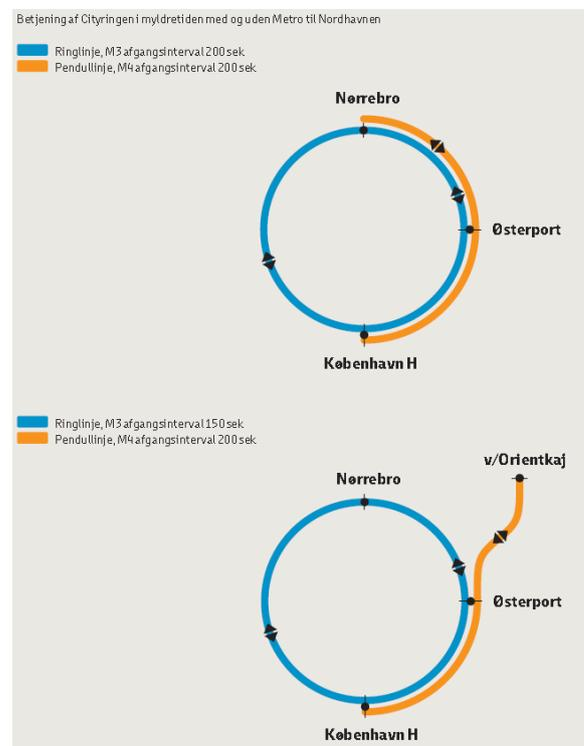 Betjening af Cityringen i myldretiden med og uden Metro til Nordhavnen
Ringlinje, M3 afgangsinterval 200 sek
Pendullinje, M4 afgangsinterval 200 sek
Nørrebro
Østerport
København H
Ringlinje, M3 afgangsinterval 150 sek
Pendullinje, M4 afgangsinterval 200 sek
v/Orientkaj
Nørrebro
Østerport
København H